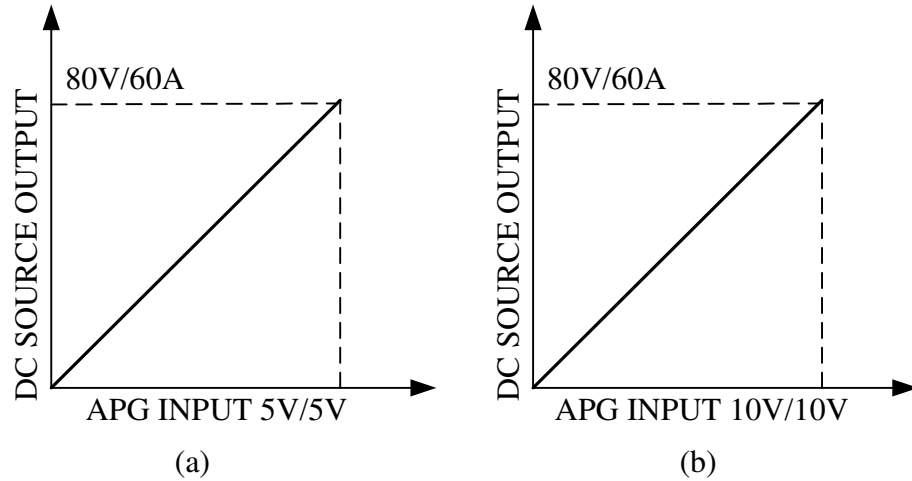 DC SOURCE OUTPUT
80V/60A
APG INPUT 5V/5V
(a)
DC SOURCE OUTPUT
80V/60A
APG INPUT 10V/10V
(b)